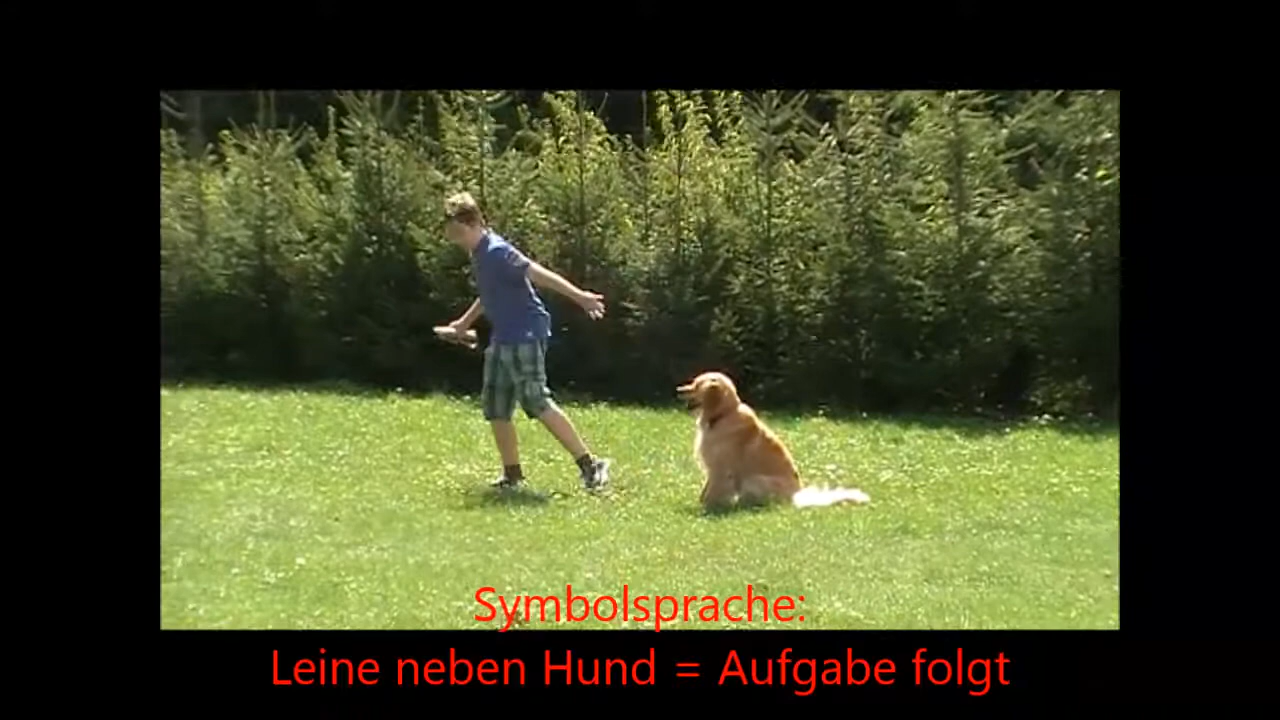 Symbolsprache:
Leine neben Hund = Aufgabe folgt